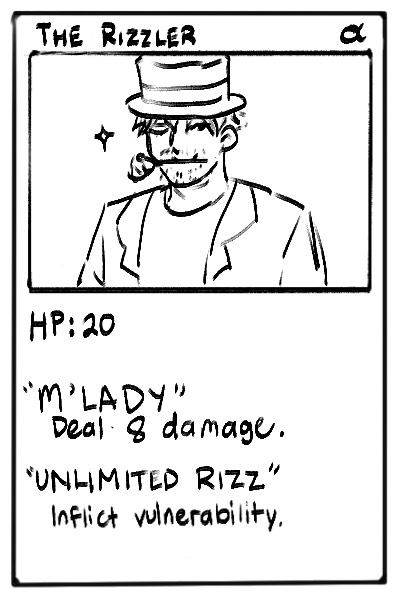 THE RIZZLER α
HP: 20
"M'LADY"
Deal 8 damage.
"UNLIMITED RIZZ"
Inflict vulnerability.